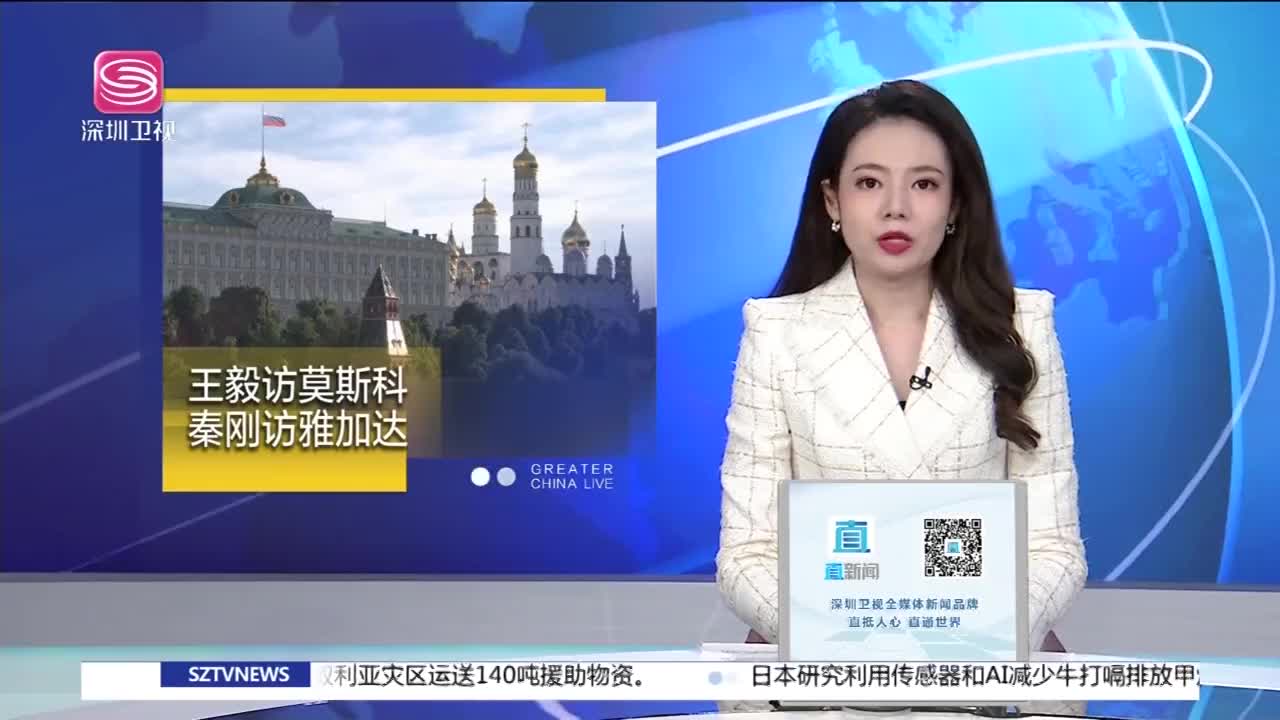 深圳卫视
王毅访莫斯科
秦刚访雅加达
GREATER
CHINA LIVE
直
直新闻
深圳卫视全媒体新闻品牌
直抵人心 直通世界
SZTVNEWS
利亚灾区运送140吨援助物资。
日本研究利用传感器和AI减少牛打嗝排放甲